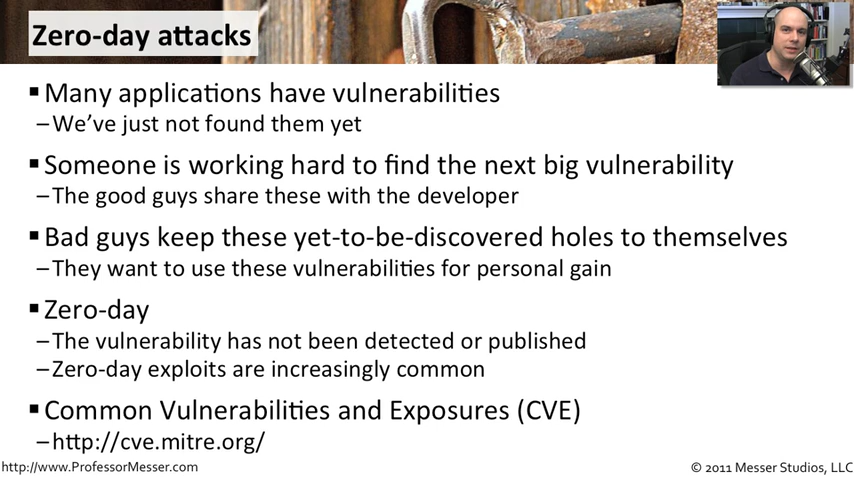 Zero-day attacks
▪Many applications have vulnerabilities
–We’ve just not found them yet
▪Someone is working hard to find the next big vulnerability
–The good guys share these with the developer
▪Bad guys keep these yet-to-be-discovered holes to themselves
–They want to use these vulnerabilities for personal gain
▪Zero-day
–The vulnerability has not been detected or published
–Zero-day exploits are increasingly common
▪Common Vulnerabilities and Exposures (CVE)
–http://cve.mitre.org/
http://www.ProfessorMesser.com
© 2011 Messer Studios, LLC